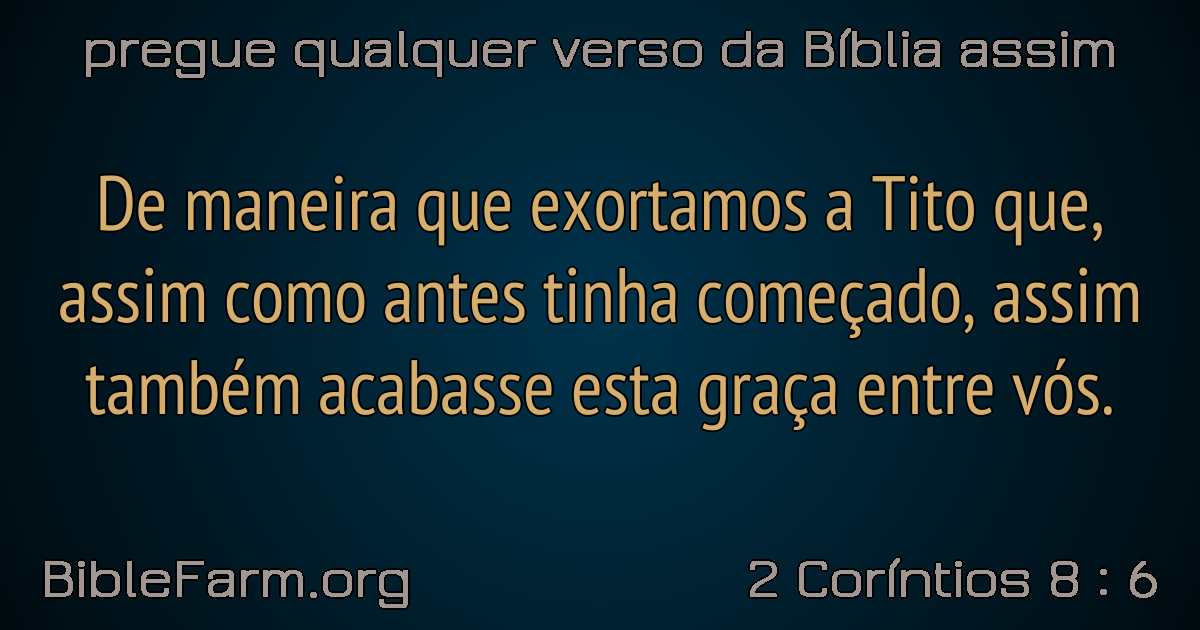 pregue qualquer verso da Bíblia assim
De maneira que exortamos a Tito que,
assim como antes tinha começado, assim
também acabasse esta graça entre vós.
BibleFarm.org
2 Coríntios 8 : 6